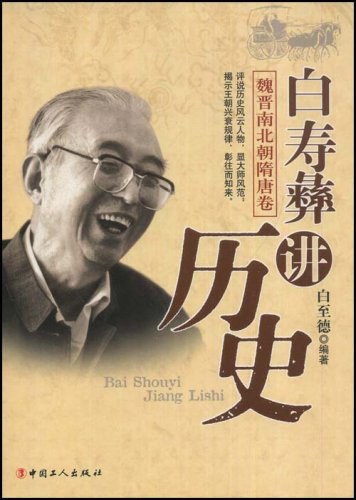 白寿彝讲
历史
魏晋南北朝隋唐卷
评说历史风云人物，显大师风范。
揭示王朝兴衰规律，彰往而知来。
白至德◎编著
Bai Shouyi
Jiang Lishi
中国工人出版社